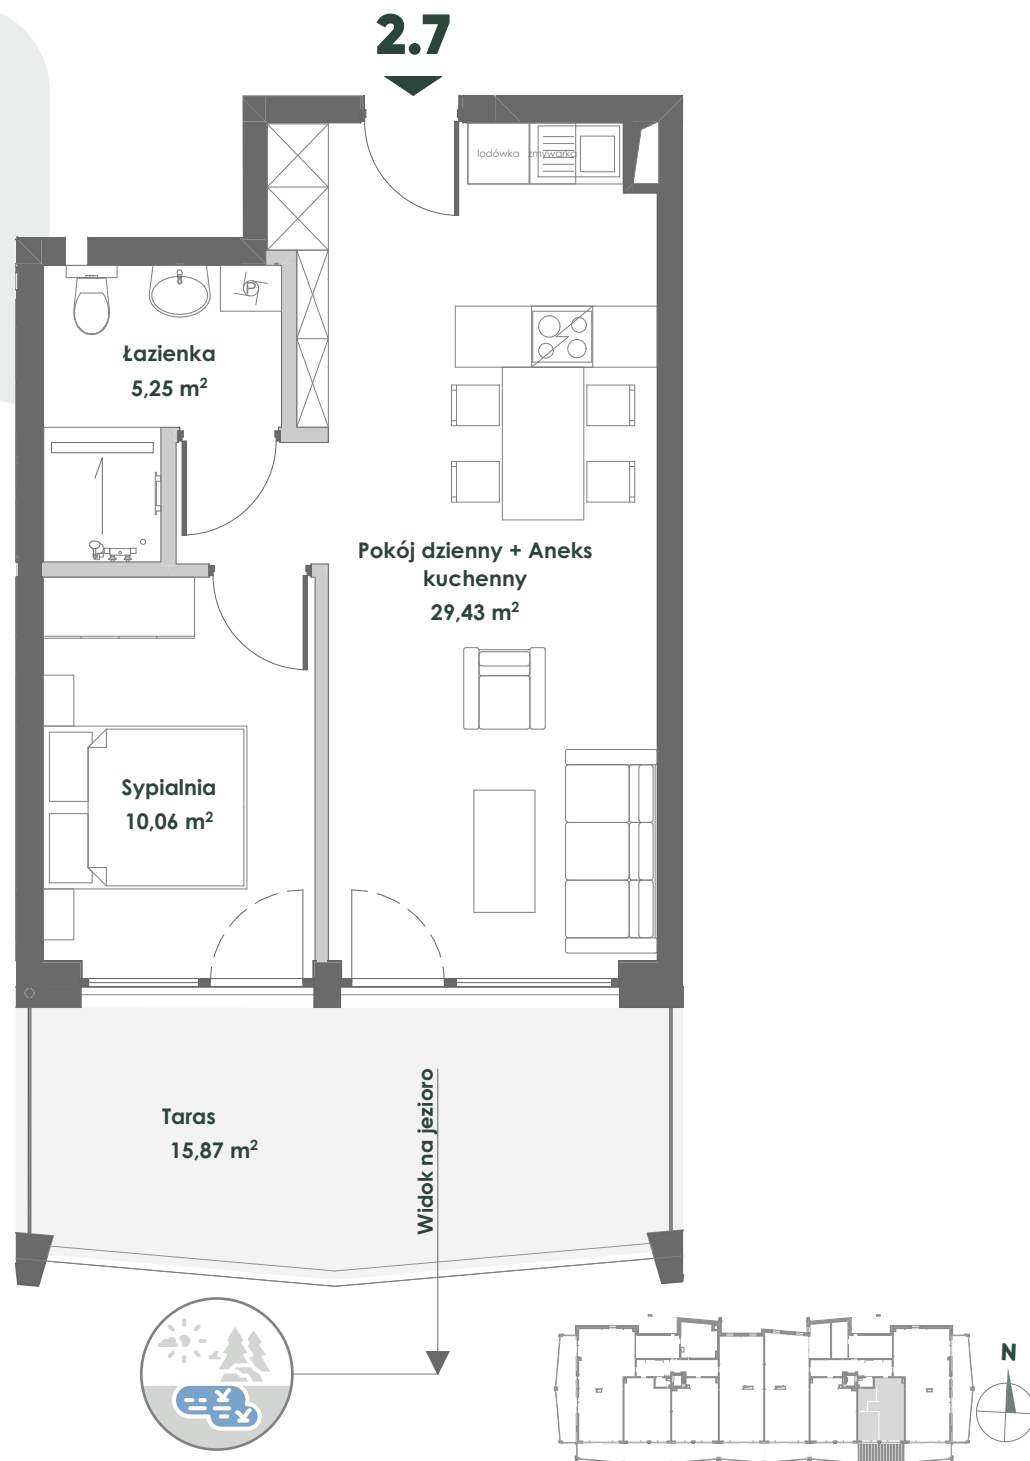 2.7
lodówka zmywarka
Łazienka
5,25 m²
Pokój dzienny + Aneks
kuchenny
29,43 m²
Sypialnia
10,06 m²
Taras
15,87 m²
Widok na jezioro
N